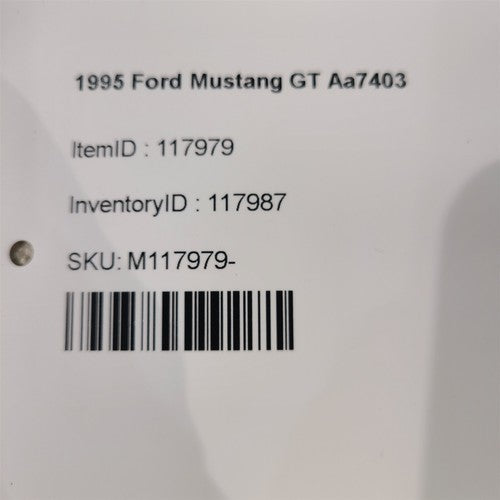 1995 Ford Mustang GT Aa7403
ItemID : 117979
InventoryID : 117987
SKU: M117979-